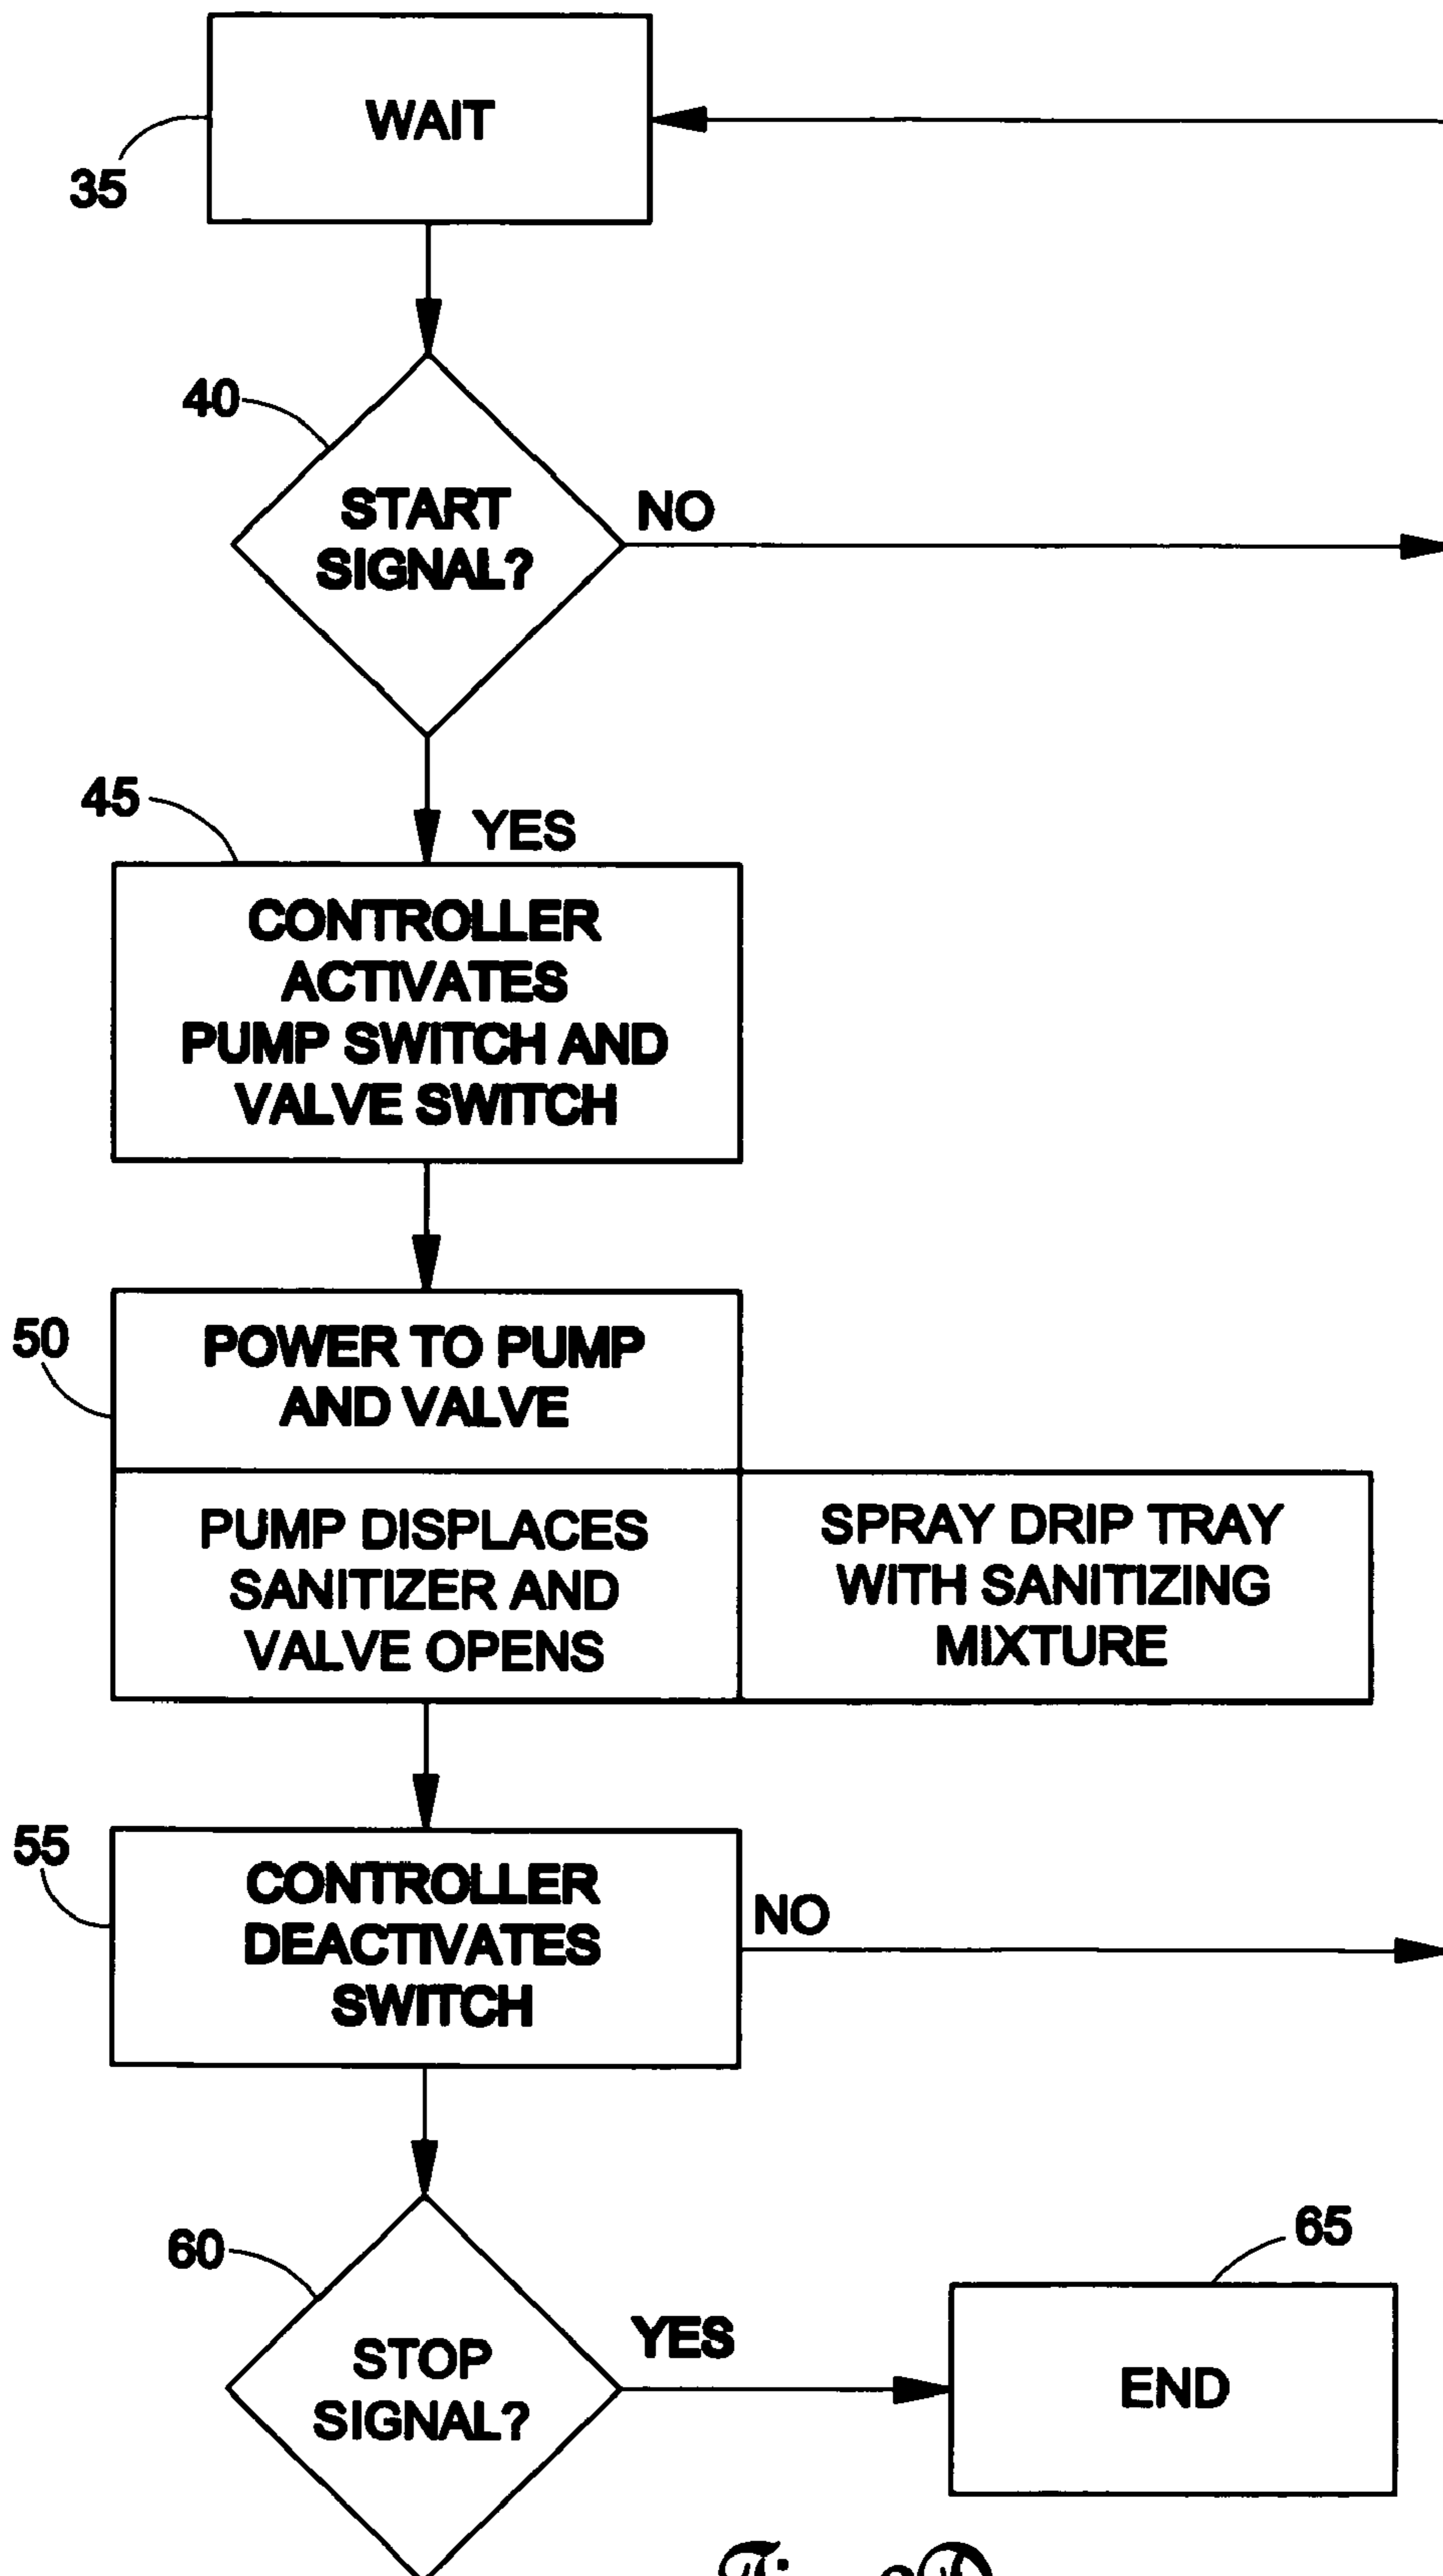 WAIT
35
40
START
SIGNAL?
NO
45
YES
CONTROLLER
ACTIVATES
PUMP SWITCH AND
VALVE SWITCH
50
POWER TO PUMP
AND VALVE
PUMP DISPLACES
SANITIZER AND
VALVE OPENS
SPRAY DRIP TRAY
WITH SANITIZING
MIXTURE
55
CONTROLLER
DEACTIVATES
SWITCH
NO
60
65
STOP
SIGNAL?
YES
END